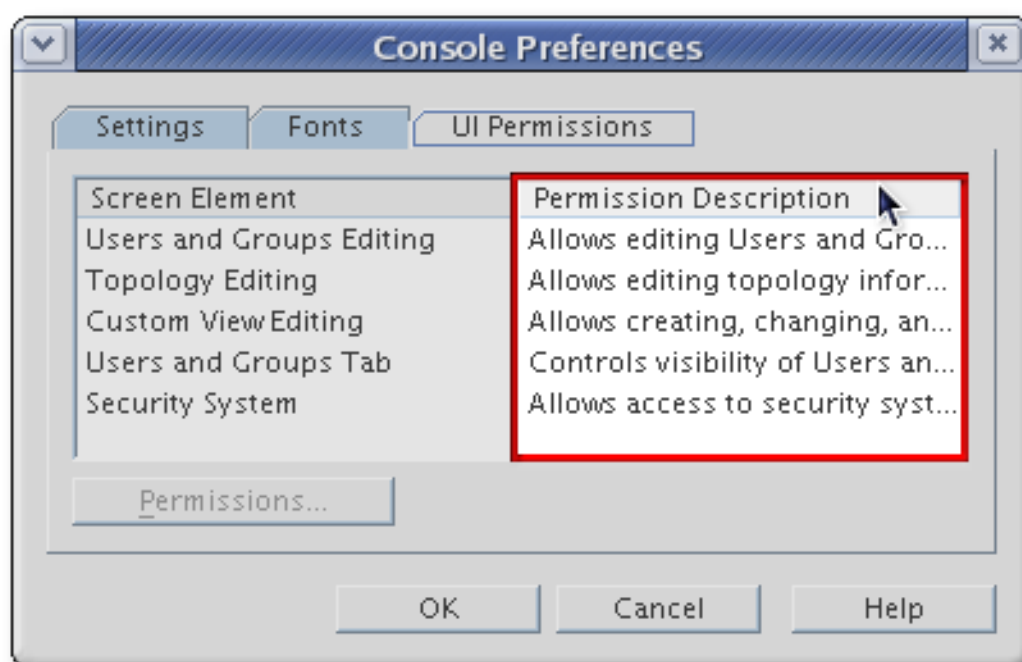 Console Preferences
Settings Fonts UI Permissions
Screen Element Permission Description
Users and Groups Editing Allows editing Users and Gro...
Topology Editing Allows editing topology infor...
Custom View Editing Allows creating, changing, an...
Users and Groups Tab Controls visibility of Users an...
Security System Allows access to security syst...
Permissions...
OK Cancel Help